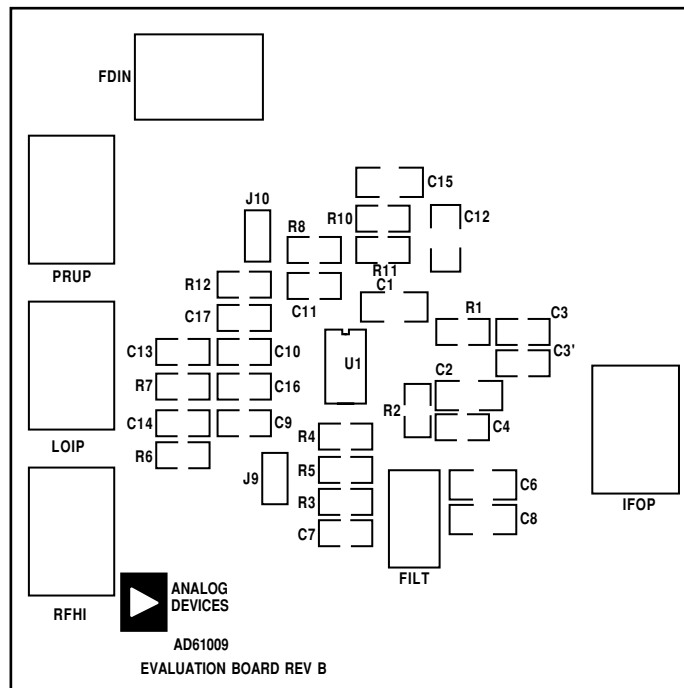 FDIN
C15
J10
R10
C12
R8
PRUP
R12
R11
C11
C1
C17
R1
C3
C13
C10
U1
C3'
R7
C16
C2
R2
C14
C9
R4
C4
LOIP
R6
J9
R5
C6
R3
C8
IFOP
C7
FILT
RFHI
ANALOG
DEVICES
AD61009
EVALUATION BOARD REV B